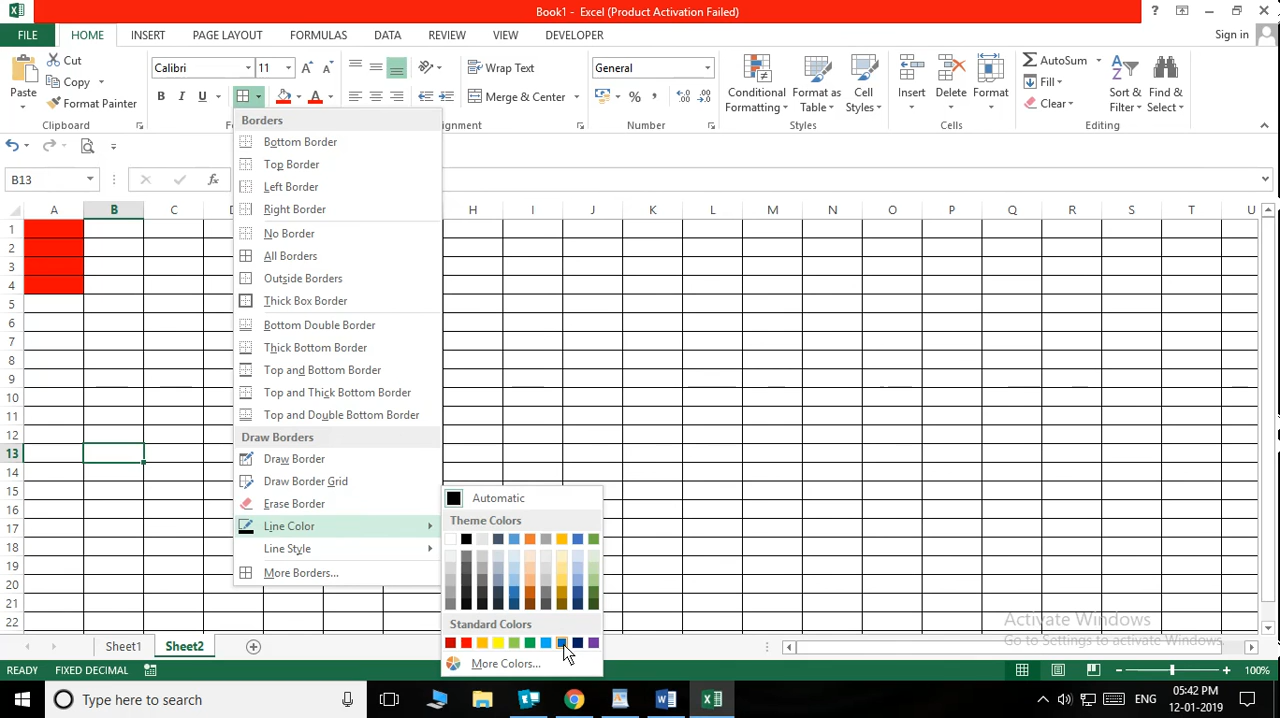 Book1 - Excel (Product Activation Failed)
FILE HOME INSERT PAGE LAYOUT FORMULAS DATA REVIEW VIEW DEVELOPER Sign in
Cut
Copy
Format Painter
Paste
Clipboard
Calibri 11
B I U
Wrap Text
Merge & Center
General
Number
Conditional Formatting
Format as Table
Cell Styles
Styles
Insert Delete Format
Cells
AutoSum
Fill
Clear
Sort & Filter
Find & Select
Editing
B13
A B C H I J K L M N O P Q R S T U
1
2
3
4
5
6
7
8
9
10
11
12
13
14
15
16
17
18
19
20
21
22
Borders
Bottom Border
Top Border
Left Border
Right Border
No Border
All Borders
Outside Borders
Thick Box Border
Bottom Double Border
Thick Bottom Border
Top and Bottom Border
Top and Thick Bottom Border
Top and Double Bottom Border
Draw Borders
Draw Border
Draw Border Grid
Erase Border
Line Color
Line Style
More Borders...
Automatic
Theme Colors
Standard Colors
More Colors...
Activate Windows
Go to Settings to activate Windows.
Sheet1 Sheet2
READY FIXED DECIMAL 100%
Type here to search
ENG
05:42 PM
12-01-2019